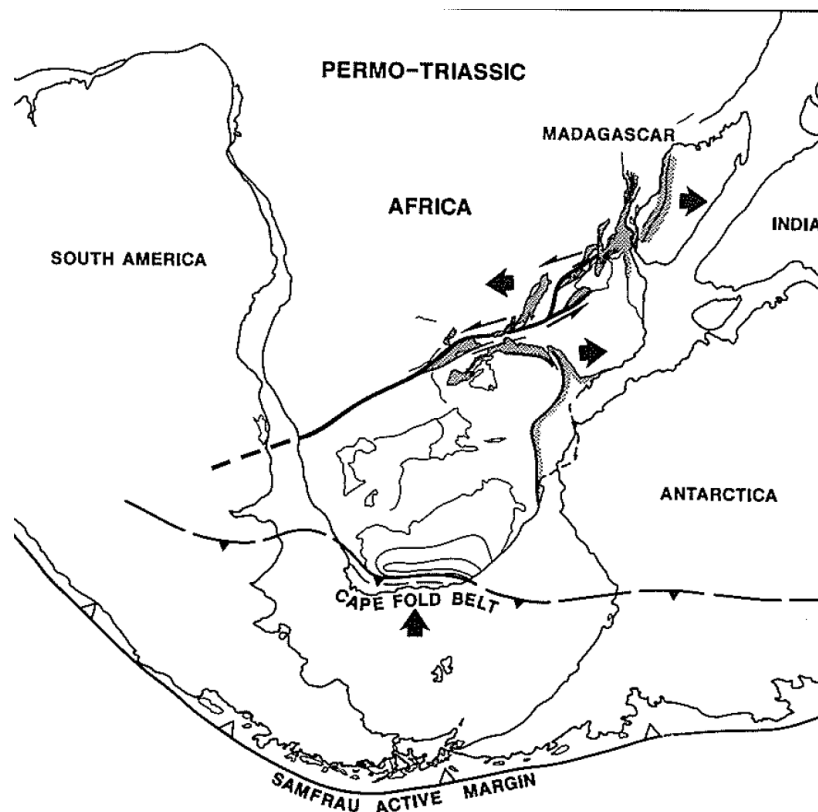 PERMO-TRIASSIC
MADAGASCAR
AFRICA
INDIA
SOUTH AMERICA
ANTARCTICA
CAPE FOLD BELT
SAMFRAU ACTIVE MARGIN